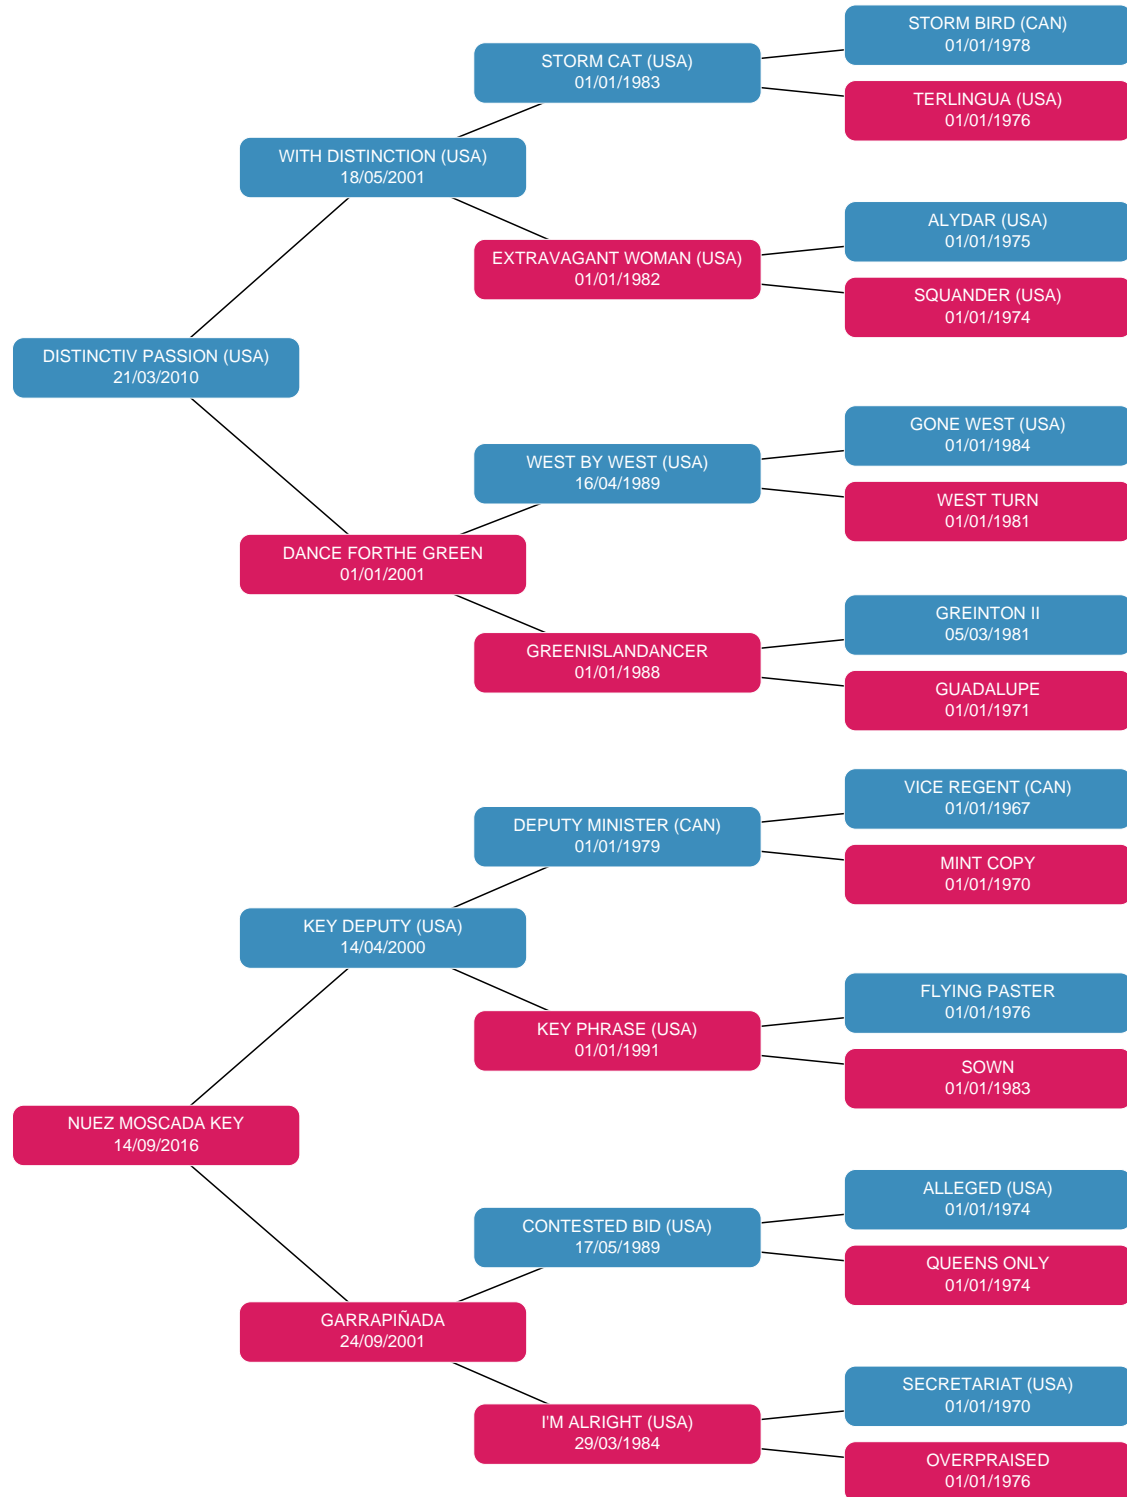 STORM BIRD (CAN)
01/01/1978
STORM CAT (USA)
01/01/1983
TERLINGUA (USA)
01/01/1976
WITH DISTINCTION (USA)
18/05/2001
ALYDAR (USA)
01/01/1975
EXTRAVAGANT WOMAN (USA)
01/01/1982
SQUANDER (USA)
01/01/1974
DISTINCTIV PASSION (USA)
21/03/2010
GONE WEST (USA)
01/01/1984
WEST BY WEST (USA)
16/04/1989
WEST TURN
01/01/1981
DANCE FORTHE GREEN
01/01/2001
GREINTON II
05/03/1981
GREENISLANDANCER
01/01/1988
GUADALUPE
01/01/1971
VICE REGENT (CAN)
01/01/1967
DEPUTY MINISTER (CAN)
01/01/1979
MINT COPY
01/01/1970
KEY DEPUTY (USA)
14/04/2000
FLYING PASTER
01/01/1976
KEY PHRASE (USA)
01/01/1991
SOWN
01/01/1983
NUEZ MOSCADA KEY
14/09/2016
ALLEGED (USA)
01/01/1974
CONTESTED BID (USA)
17/05/1989
QUEENS ONLY
01/01/1974
GARRAPIÑADA
24/09/2001
SECRETARIAT (USA)
01/01/1970
I'M ALRIGHT (USA)
29/03/1984
OVERPRAISED
01/01/1976